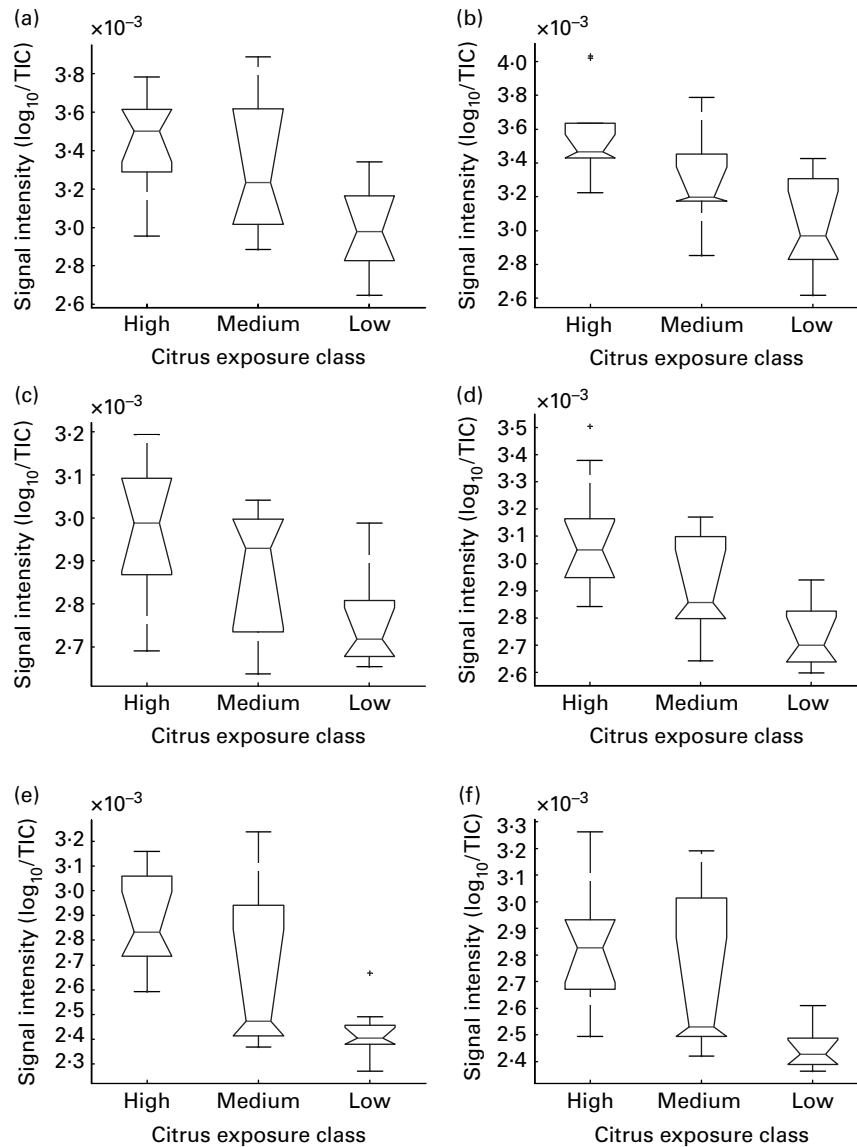 (a)
×10⁻³
Signal intensity (log₁₀/TIC)
3·8
3·6
3·4
3·2
3·0
2·8
2·6
High Medium Low
Citrus exposure class
(b)
×10⁻³
Signal intensity (log₁₀/TIC)
4·0
3·8
3·6
3·4
3·2
3·0
2·8
2·6
High Medium Low
Citrus exposure class
(c)
×10⁻³
Signal intensity (log₁₀/TIC)
3·2
3·1
3·0
2·9
2·8
2·7
High Medium Low
Citrus exposure class
(d)
×10⁻³
Signal intensity (log₁₀/TIC)
3·5
3·4
3·3
3·2
3·1
3·0
2·9
2·8
2·7
2·6
High Medium Low
Citrus exposure class
(e)
×10⁻³
Signal intensity (log₁₀/TIC)
3·2
3·1
3·0
2·9
2·8
2·7
2·6
2·5
2·4
2·3
High Medium Low
Citrus exposure class
(f)
×10⁻³
Signal intensity (log₁₀/TIC)
3·3
3·2
3·1
3·0
2·9
2·8
2·7
2·6
2·5
2·4
High Medium Low
Citrus exposure class